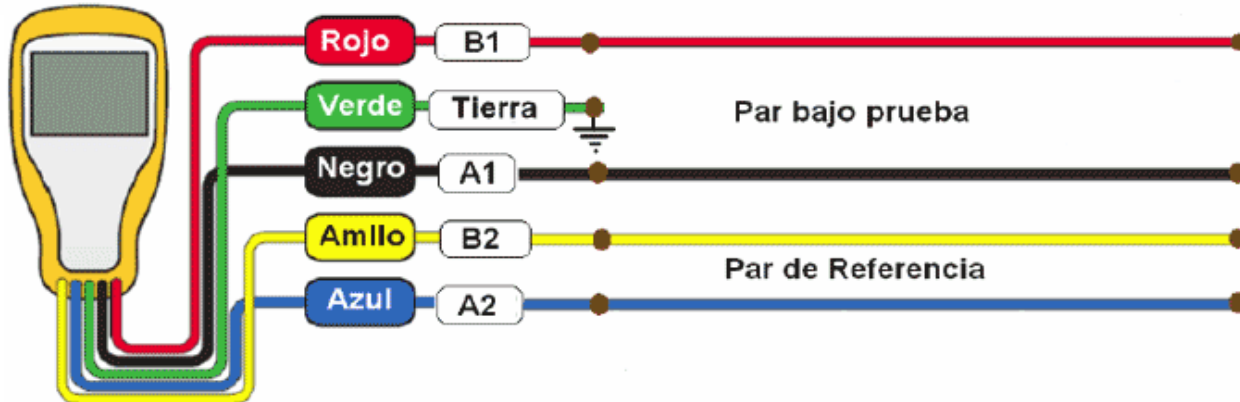 Rojo B1
Verde Tierra
Par bajo prueba
Negro A1
Amllo B2
Par de Referencia
Azul A2